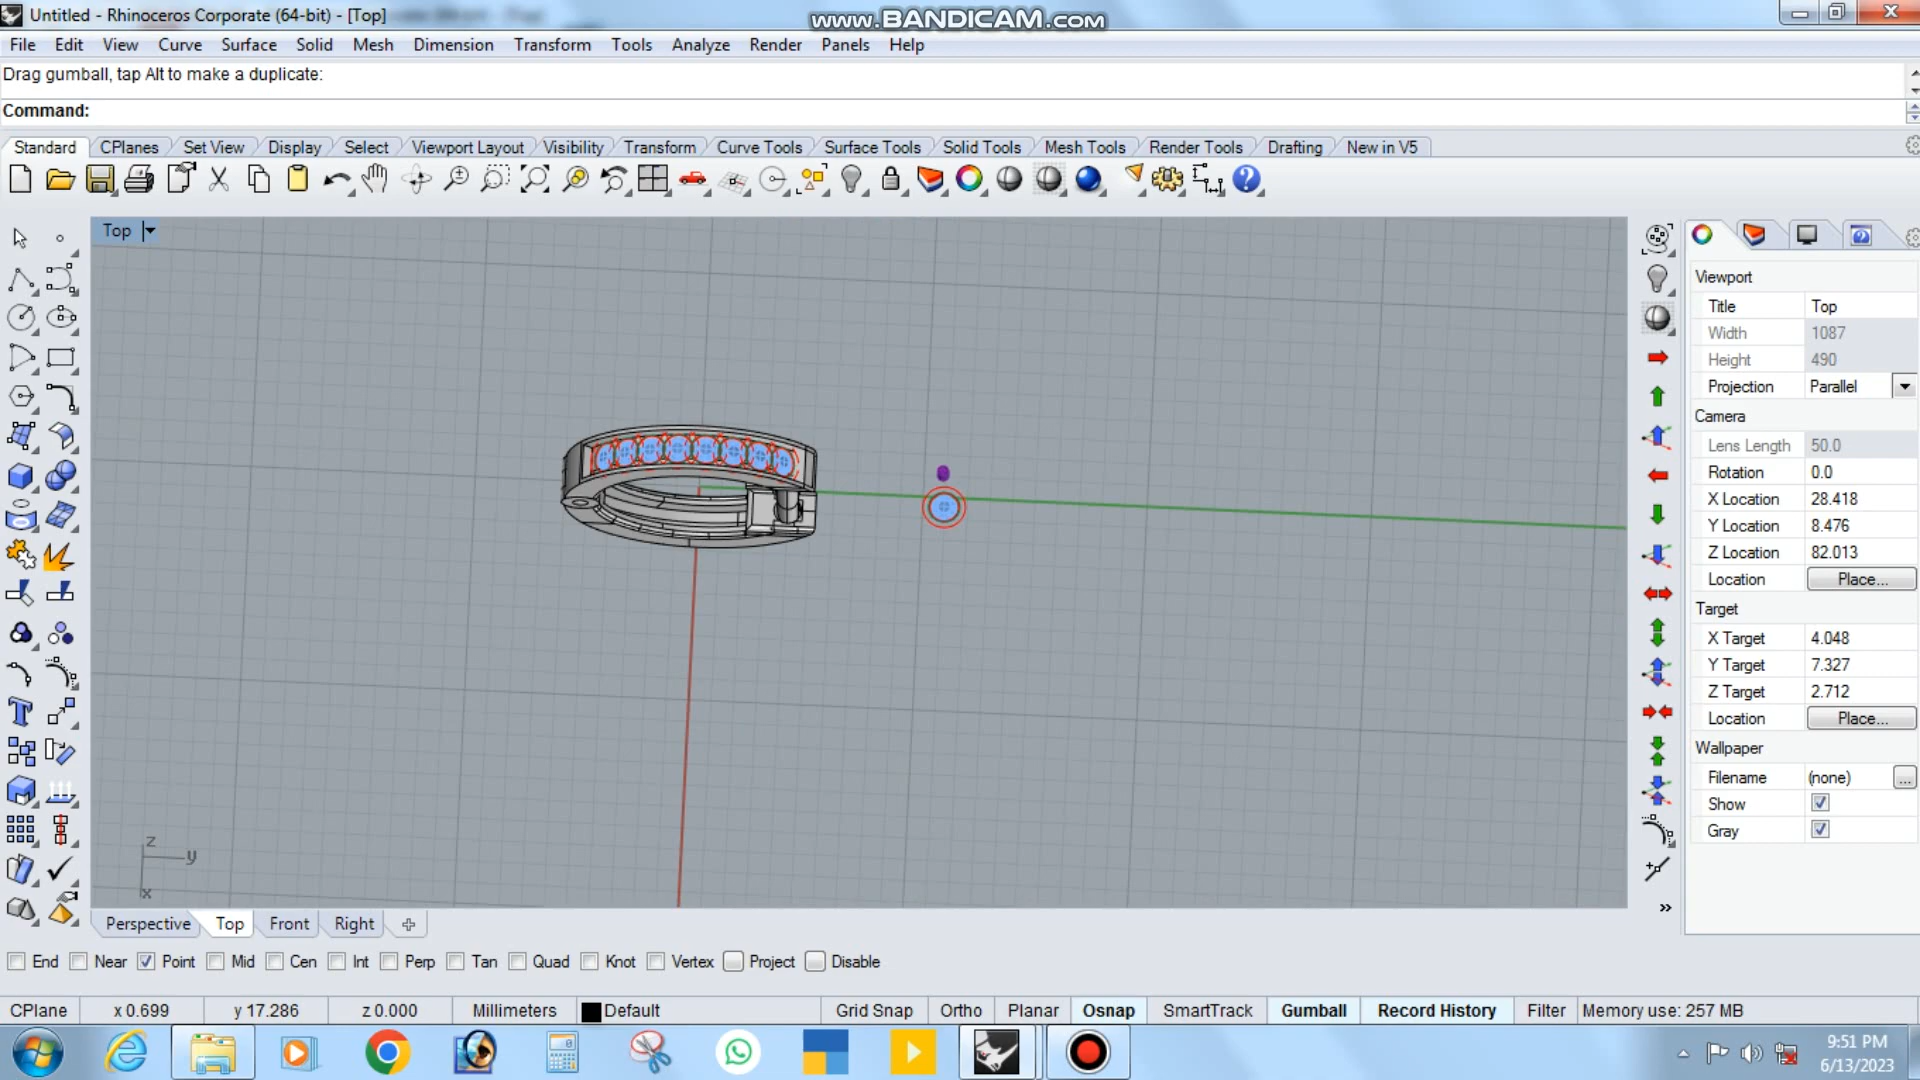 Untitled - Rhinoceros Corporate (64-bit) - [Top]
www.BANDICAM.com
File Edit View Curve Surface Solid Mesh Dimension Transform Tools Analyze Render Panels Help
Drag gumball, tap Alt to make a duplicate:
Command:
Standard CPlanes Set View Display Select Viewport Layout Visibility Transform Curve Tools Surface Tools Solid Tools Mesh Tools Render Tools Drafting New in V5
Top
Viewport
Title Top
Width 1087
Height 490
Projection Parallel
Camera
Lens Length 50.0
Rotation 0.0
X Location 28.418
Y Location 8.476
Z Location 82.013
Location Place...
Target
X Target 4.048
Y Target 7.327
Z Target 2.712
Location Place...
Wallpaper
Filename (none) ...
Show
Gray
z
y
x
Perspective Top Front Right
End Near Point Mid Cen Int Perp Tan Quad Knot Vertex Project Disable
CPlane x 0.699 y 17.286 z 0.000 Millimeters Default Grid Snap Ortho Planar Osnap SmartTrack Gumball Record History Filter Memory use: 257 MB
9:51 PM
6/13/2023